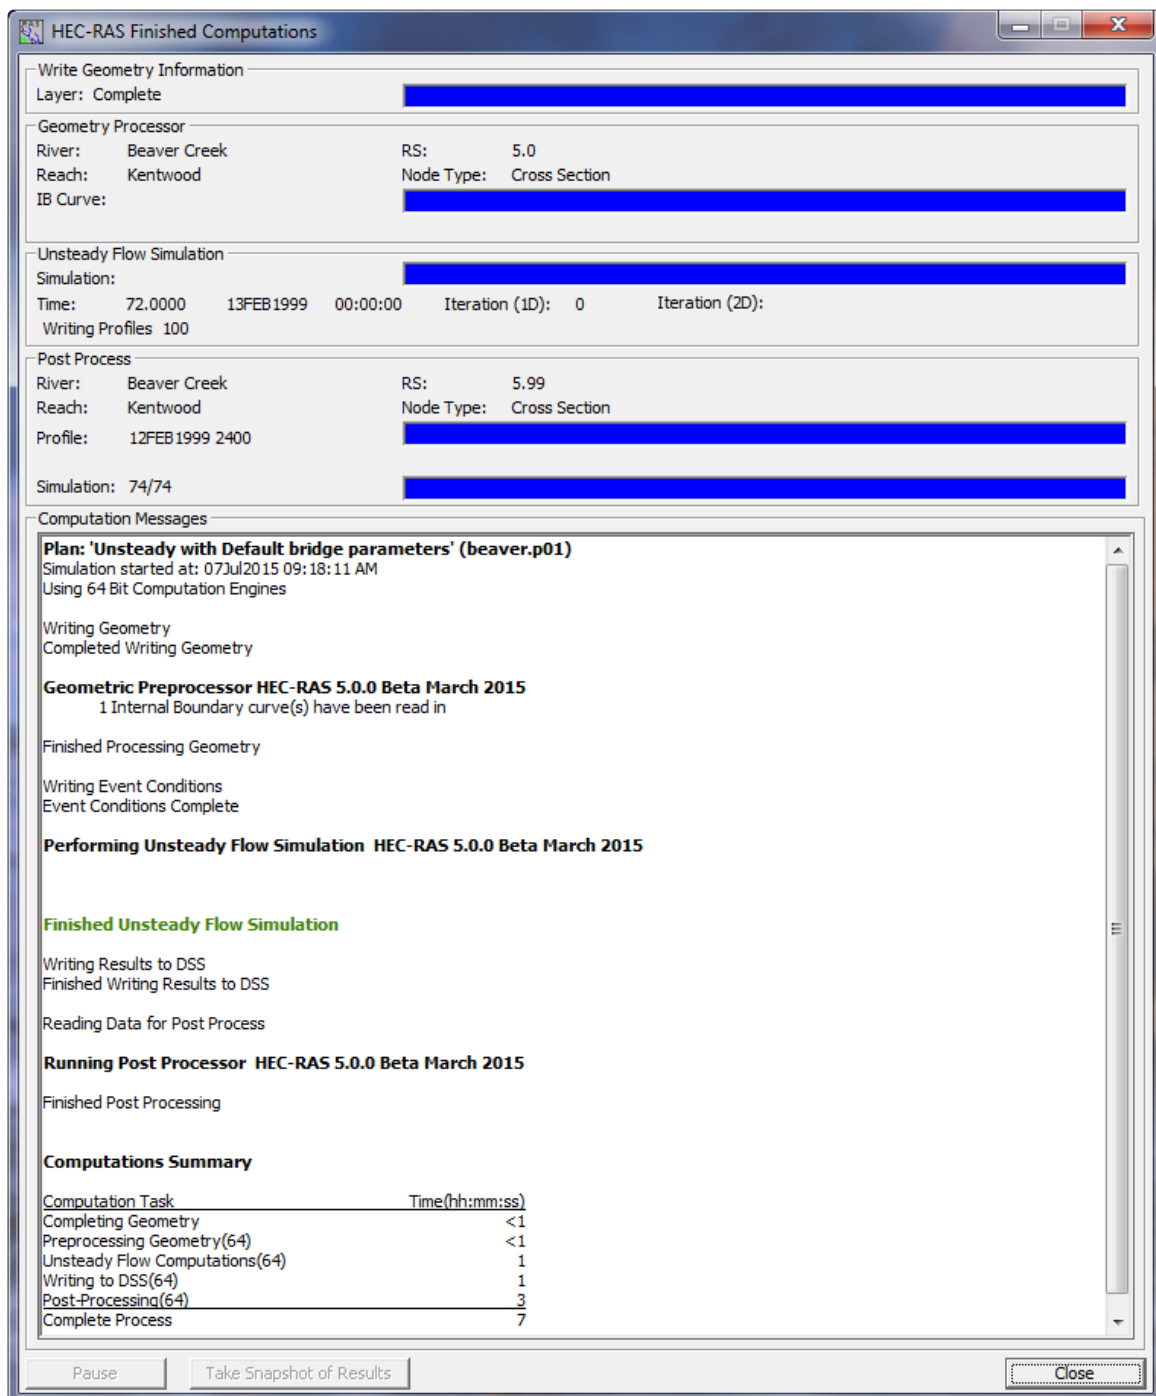 HEC-RAS Finished Computations
Write Geometry Information
Layer: Complete
Geometry Processor
River: Beaver Creek RS: 5.0
Reach: Kentwood Node Type: Cross Section
IB Curve:
Unsteady Flow Simulation
Simulation:
Time: 72.0000 13FEB1999 00:00:00 Iteration (1D): 0 Iteration (2D):
Writing Profiles 100
Post Process
River: Beaver Creek RS: 5.99
Reach: Kentwood Node Type: Cross Section
Profile: 12FEB1999 2400
Simulation: 74/74
Computation Messages
Plan: 'Unsteady with Default bridge parameters' (beaver.p01)
Simulation started at: 07Jul2015 09:18:11 AM
Using 64 Bit Computation Engines
Writing Geometry
Completed Writing Geometry
Geometric Preprocessor HEC-RAS 5.0.0 Beta March 2015
1 Internal Boundary curve(s) have been read in
Finished Processing Geometry
Writing Event Conditions
Event Conditions Complete
Performing Unsteady Flow Simulation HEC-RAS 5.0.0 Beta March 2015
Finished Unsteady Flow Simulation
Writing Results to DSS
Finished Writing Results to DSS
Reading Data for Post Process
Running Post Processor HEC-RAS 5.0.0 Beta March 2015
Finished Post Processing
Computations Summary
Computation Task Time(hh:mm:ss)
Completing Geometry <1
Preprocessing Geometry(64) <1
Unsteady Flow Computations(64) 1
Writing to DSS(64) 1
Post-Processing(64) 3
Complete Process 7
Pause Take Snapshot of Results Close